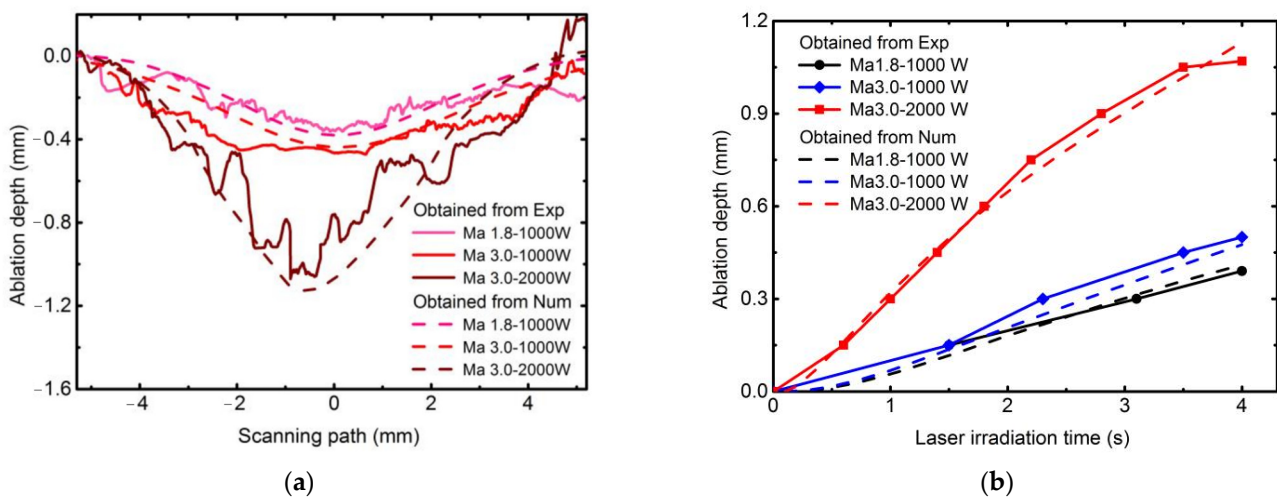 0.0
−0.4
−0.8
−1.2
−1.6
Ablation depth (mm)
Obtained from Exp
Ma 1.8-1000W
Ma 3.0-1000W
Ma 3.0-2000W
Obtained from Num
Ma 1.8-1000W
Ma 3.0-1000W
Ma 3.0-2000W
−4
−2
0
2
4
Scanning path (mm)
(a)
1.2
0.9
0.6
0.3
0.0
Ablation depth (mm)
Obtained from Exp
Ma1.8-1000 W
Ma3.0-1000 W
Ma3.0-2000 W
Obtained from Num
Ma1.8-1000 W
Ma3.0-1000 W
Ma3.0-2000 W
0
1
2
3
4
Laser irradiation time (s)
(b)